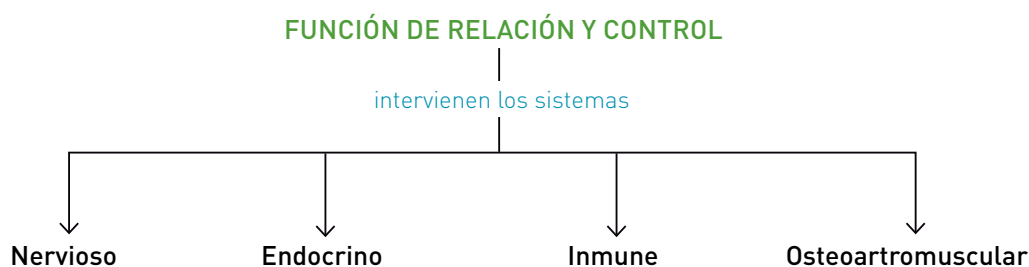 FUNCIÓN DE RELACIÓN Y CONTROL
intervienen los sistemas
Nervioso Endocrino Inmune Osteoartromuscular